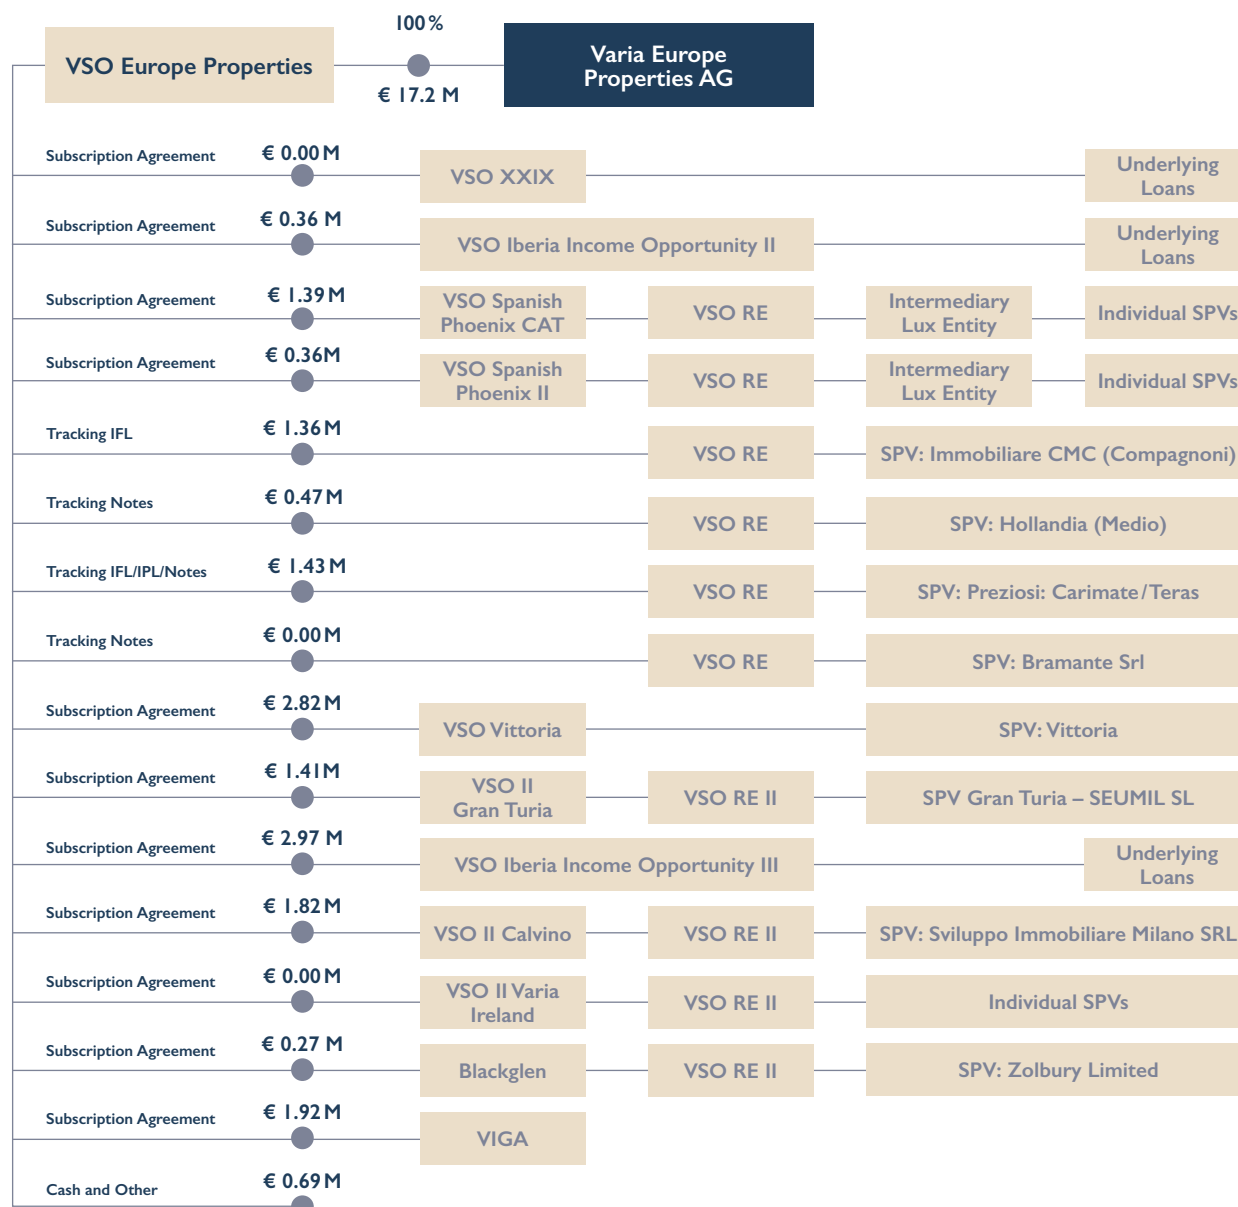 100 %
VSO Europe Properties
Varia Europe
Properties AG
€ 17.2 M
Subscription Agreement
€ 0.00 M
VSO XXIX
Underlying
Loans
Subscription Agreement
€ 0.36 M
VSO Iberia Income Opportunity II
Underlying
Loans
Subscription Agreement
€ 1.39 M
VSO Spanish
Phoenix CAT
VSO RE
Intermediary
Lux Entity
Individual SPVs
Subscription Agreement
€ 0.36M
VSO Spanish
Phoenix II
VSO RE
Intermediary
Lux Entity
Individual SPVs
Tracking IFL
€ 1.36 M
VSO RE
SPV: Immobiliare CMC (Compagnoni)
Tracking Notes
€ 0.47 M
VSO RE
SPV: Hollandia (Medio)
Tracking IFL/IPL/Notes
€ 1.43 M
VSO RE
SPV: Preziosi: Carimate/Teras
Tracking Notes
€ 0.00 M
VSO RE
SPV: Bramante Srl
Subscription Agreement
€ 2.82 M
VSO Vittoria
SPV: Vittoria
Subscription Agreement
€ 1.41M
VSO II
Gran Turia
VSO RE II
SPV Gran Turia – SEUMIL SL
Subscription Agreement
€ 2.97 M
VSO Iberia Income Opportunity III
Underlying
Loans
Subscription Agreement
€ 1.82 M
VSO II Calvino
VSO RE II
SPV: Sviluppo Immobiliare Milano SRL
Subscription Agreement
€ 0.00 M
VSO II Varia
Ireland
VSO RE II
Individual SPVs
Subscription Agreement
€ 0.27 M
Blackglen
VSO RE II
SPV: Zolbury Limited
Subscription Agreement
€ 1.92 M
VIGA
Cash and Other
€ 0.69 M